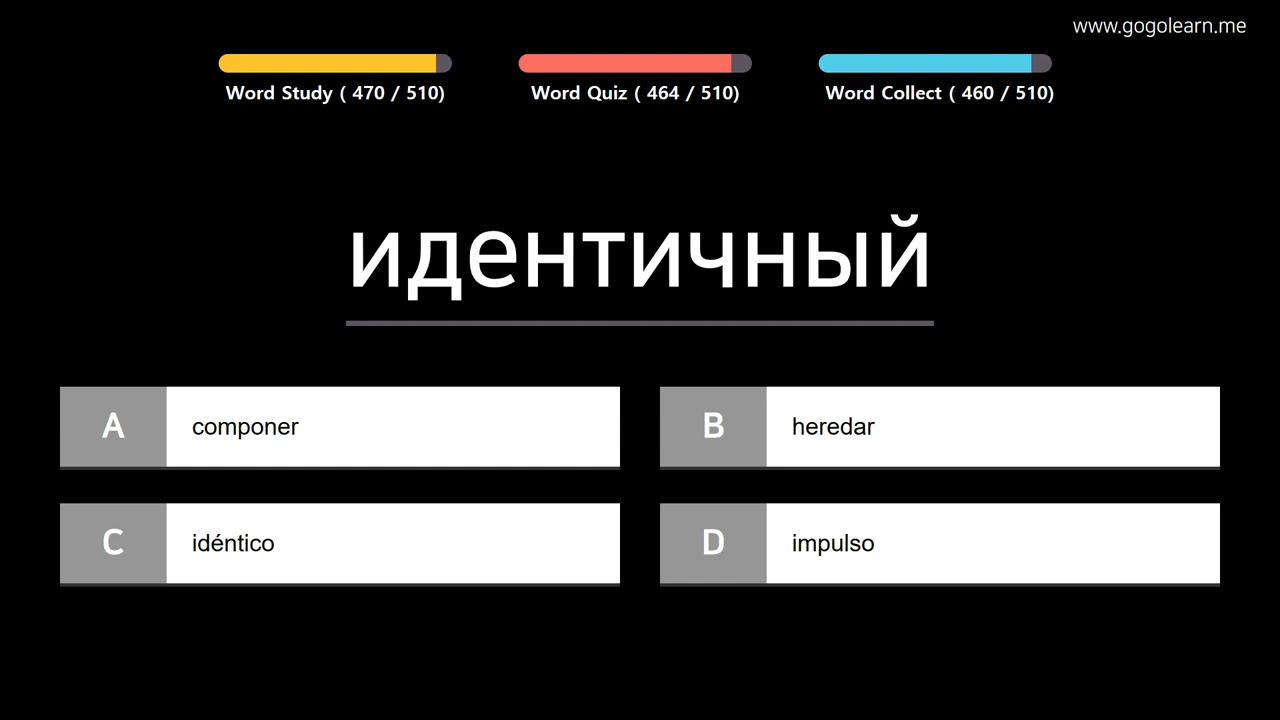 www.gogolearn.me
Word Study ( 470 / 510)
Word Quiz ( 464 / 510)
Word Collect ( 460 / 510)
идентичный
A componer
B heredar
C idéntico
D impulso